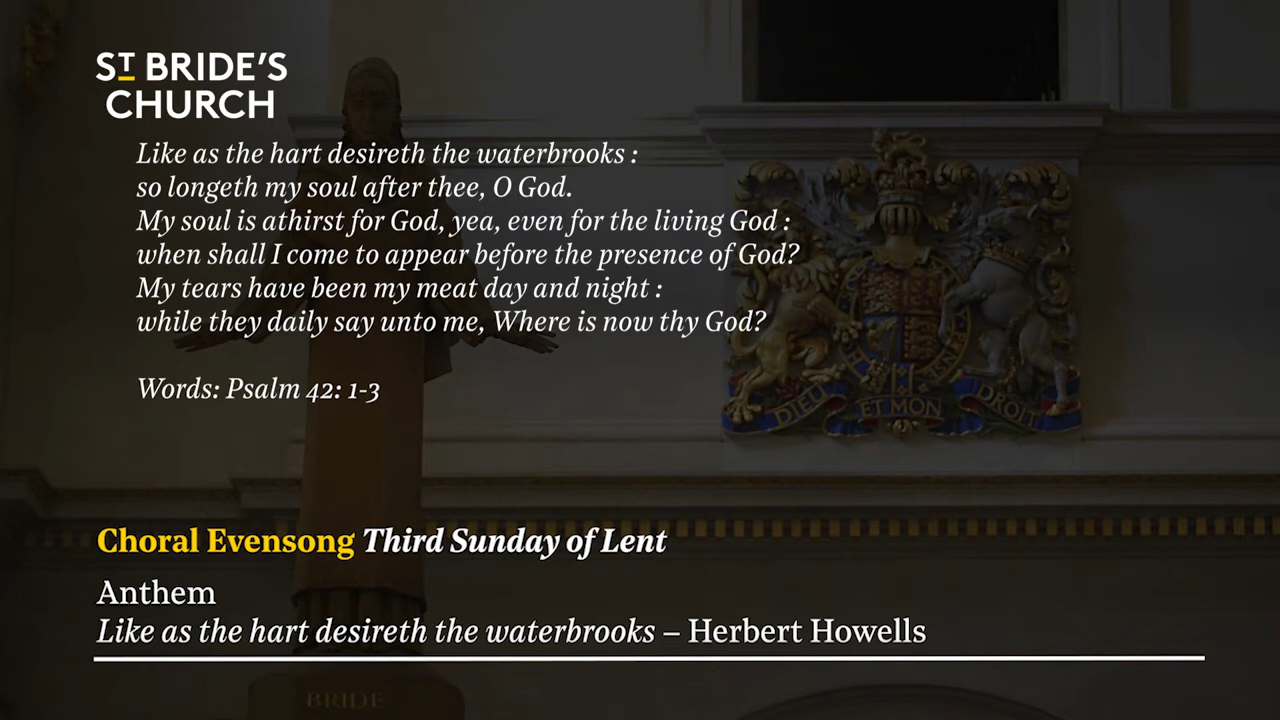 ST BRIDE'S
CHURCH
Like as the hart desireth the waterbrooks :
so longeth my soul after thee, O God.
My soul is athirst for God, yea, even for the living God :
when shall I come to appear before the presence of God?
My tears have been my meat day and night :
while they daily say unto me, Where is now thy God?
Words: Psalm 42: 1-3
DIEU ET MON DROIT
Choral Evensong Third Sunday of Lent
Anthem
Like as the hart desireth the waterbrooks – Herbert Howells
BRIDE